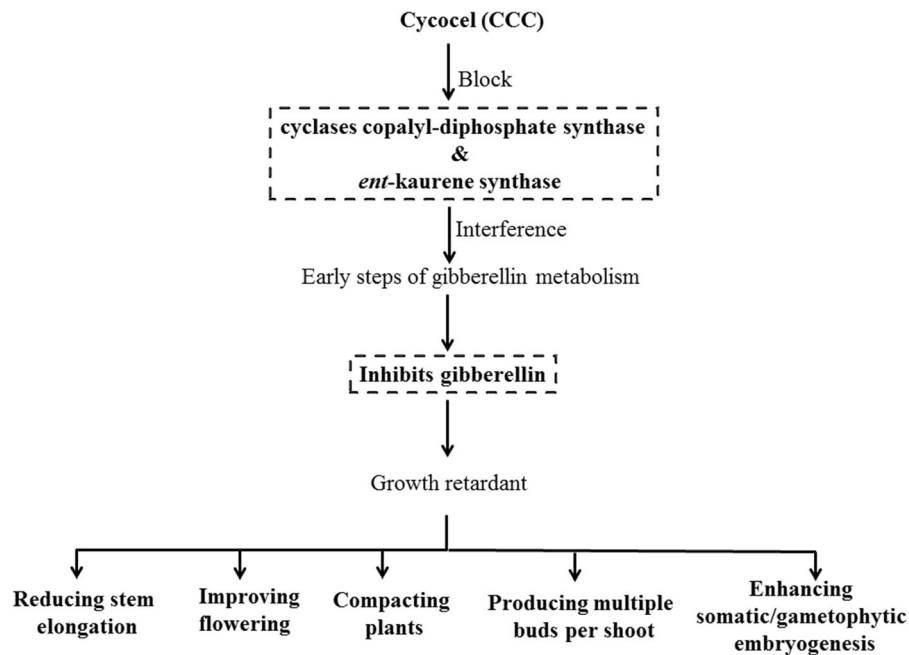 Cycocel (CCC)
Block
cyclases copalyl-diphosphate synthase
&
ent-kaurene synthase
Interference
Early steps of gibberellin metabolism
Inhibits gibberellin
Growth retardant
Reducing stem
elongation
Improving
flowering
Compacting
plants
Producing multiple
buds per shoot
Enhancing
somatic/gametophytic
embryogenesis